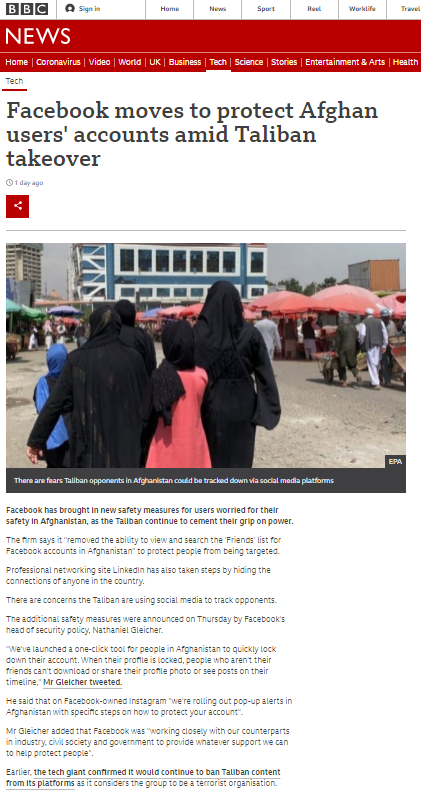 BBC Sign in Home News Sport Reel Worklife Travel
NEWS
Home Coronavirus Video World UK Business Tech Science Stories Entertainment & Arts Health
Tech
Facebook moves to protect Afghan
users' accounts amid Taliban
takeover
1 day ago
EPA
There are fears Taliban opponents in Afghanistan could be tracked down via social media platforms
Facebook has brought in new safety measures for users worried for their
safety in Afghanistan, as the Taliban continue to cement their grip on power.
The firm says it "removed the ability to view and search the 'Friends' list for
Facebook accounts in Afghanistan" to protect people from being targeted.
Professional networking site LinkedIn has also taken steps by hiding the
connections of anyone in the country.
There are concerns the Taliban are using social media to track opponents.
The additional safety measures were announced on Thursday by Facebook's
head of security policy, Nathaniel Gleicher.
"We've launched a one-click tool for people in Afghanistan to quickly lock
down their account. When their profile is locked, people who aren't their
friends can't download or share their profile photo or see posts on their
timeline," Mr Gleicher tweeted.
He said that on Facebook-owned Instagram "we're rolling out pop-up alerts in
Afghanistan with specific steps on how to protect your account".
Mr Gleicher added that Facebook was "working closely with our counterparts
in industry, civil society and government to provide whatever support we can
to help protect people".
Earlier, the tech giant confirmed it would continue to ban Taliban content
from its platforms as it considers the group to be a terrorist organisation.